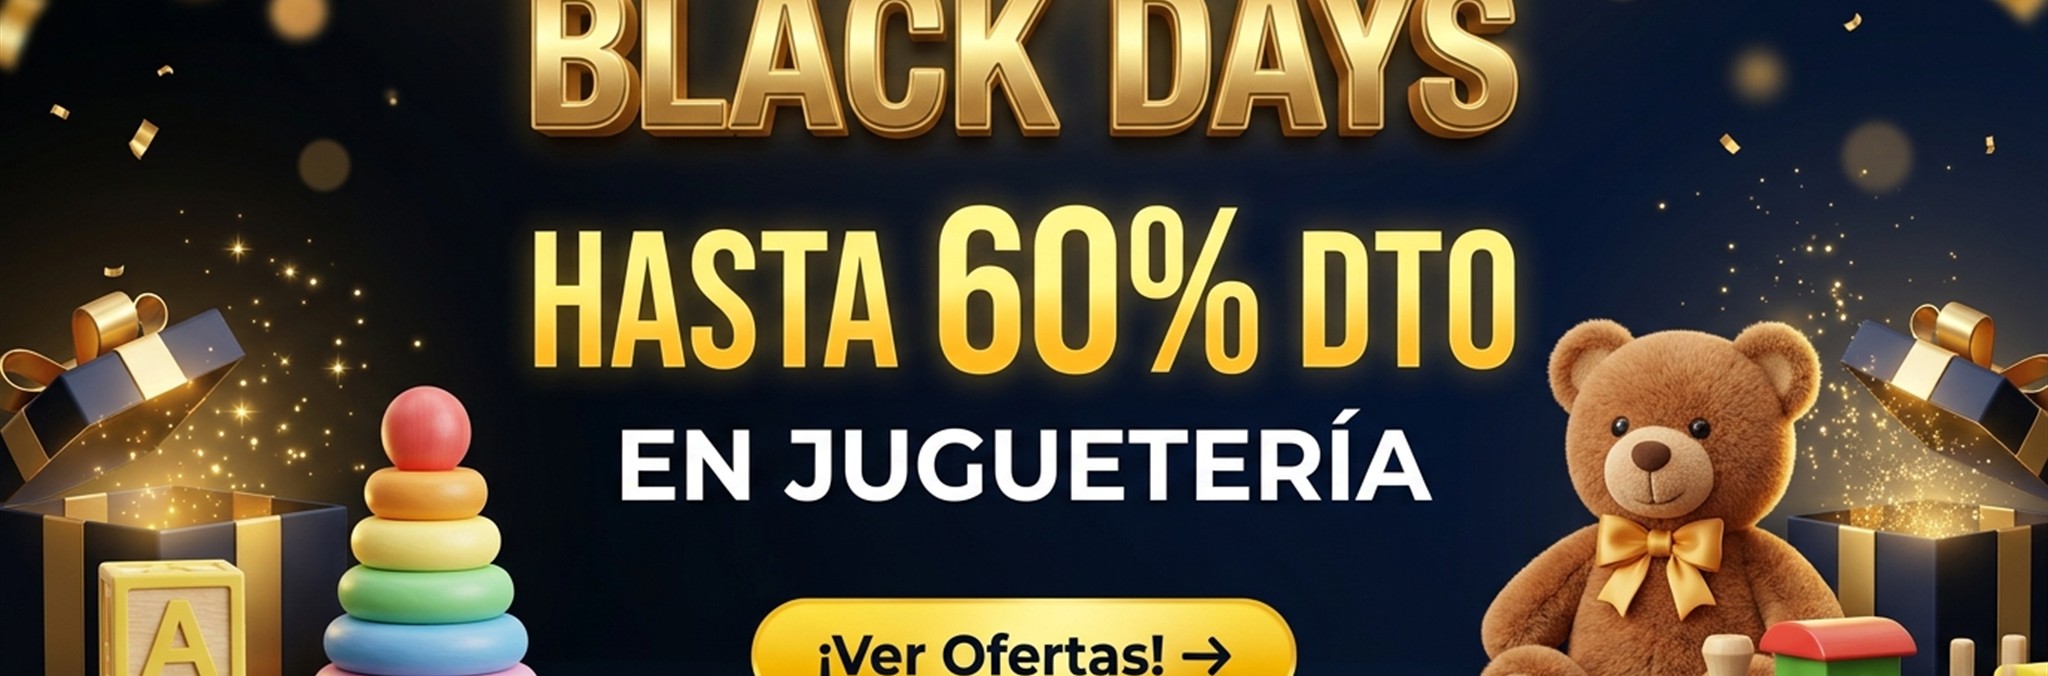 BLACK DAYS
HASTA 60% DTO
EN JUGUETERÍA
¡Ver Ofertas! →
A